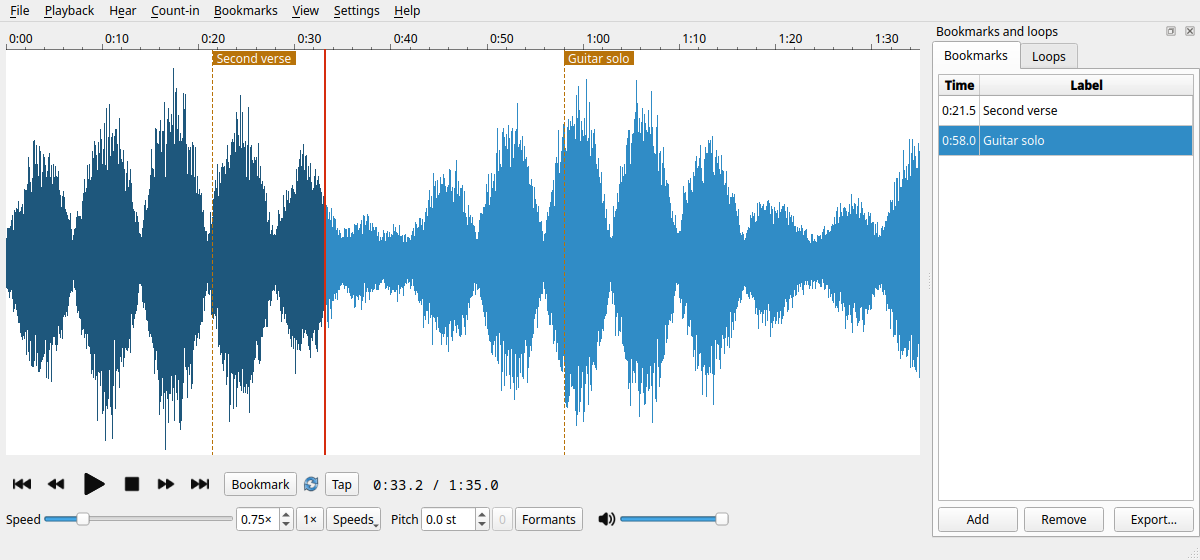 File Playback Hear Count-in Bookmarks View Settings Help
0:00 0:10 0:20 0:30 0:40 0:50 1:00 1:10 1:20 1:30
Second verse Guitar solo
Bookmarks and loops
Bookmarks Loops
Time Label
0:21.5 Second verse
0:58.0 Guitar solo
Bookmark Tap 0:33.2 / 1:35.0
Speed 0.75× 1× Speeds Pitch 0.0 st 0 Formants
Add Remove Export...